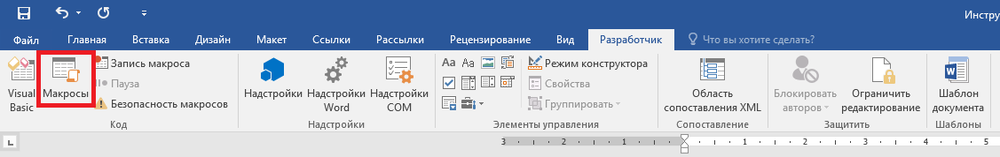 Инстру
Файл Главная Вставка Дизайн Макет Ссылки Рассылки Рецензирование Вид Разработчик Что вы хотите сделать?
Visual Basic
Макросы
Запись макроса
Пауза
Безопасность макросов
Код
Надстройки
Надстройки Word
Надстройки COM
Надстройки
Aa Aa
Режим конструктора
Свойства
Группировать
Элементы управления
Область сопоставления XML
Сопоставление
Блокировать авторов
Ограничить редактирование
Защитить
Шаблон документа
Шаблоны
L 3 2 1 1 2 3 4 5